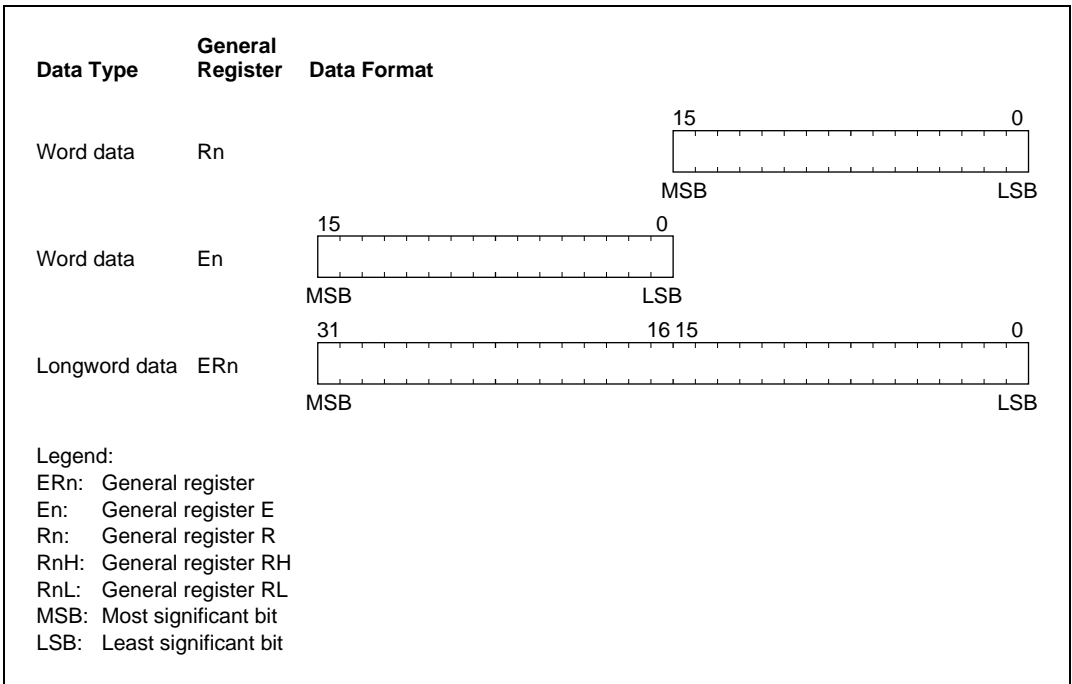 General
Data Type Register Data Format
15 0
Word data Rn
MSB LSB
15 0
Word data En
MSB LSB
31 16 15 0
Longword data ERn
MSB LSB
Legend:
ERn: General register
En: General register E
Rn: General register R
RnH: General register RH
RnL: General register RL
MSB: Most significant bit
LSB: Least significant bit